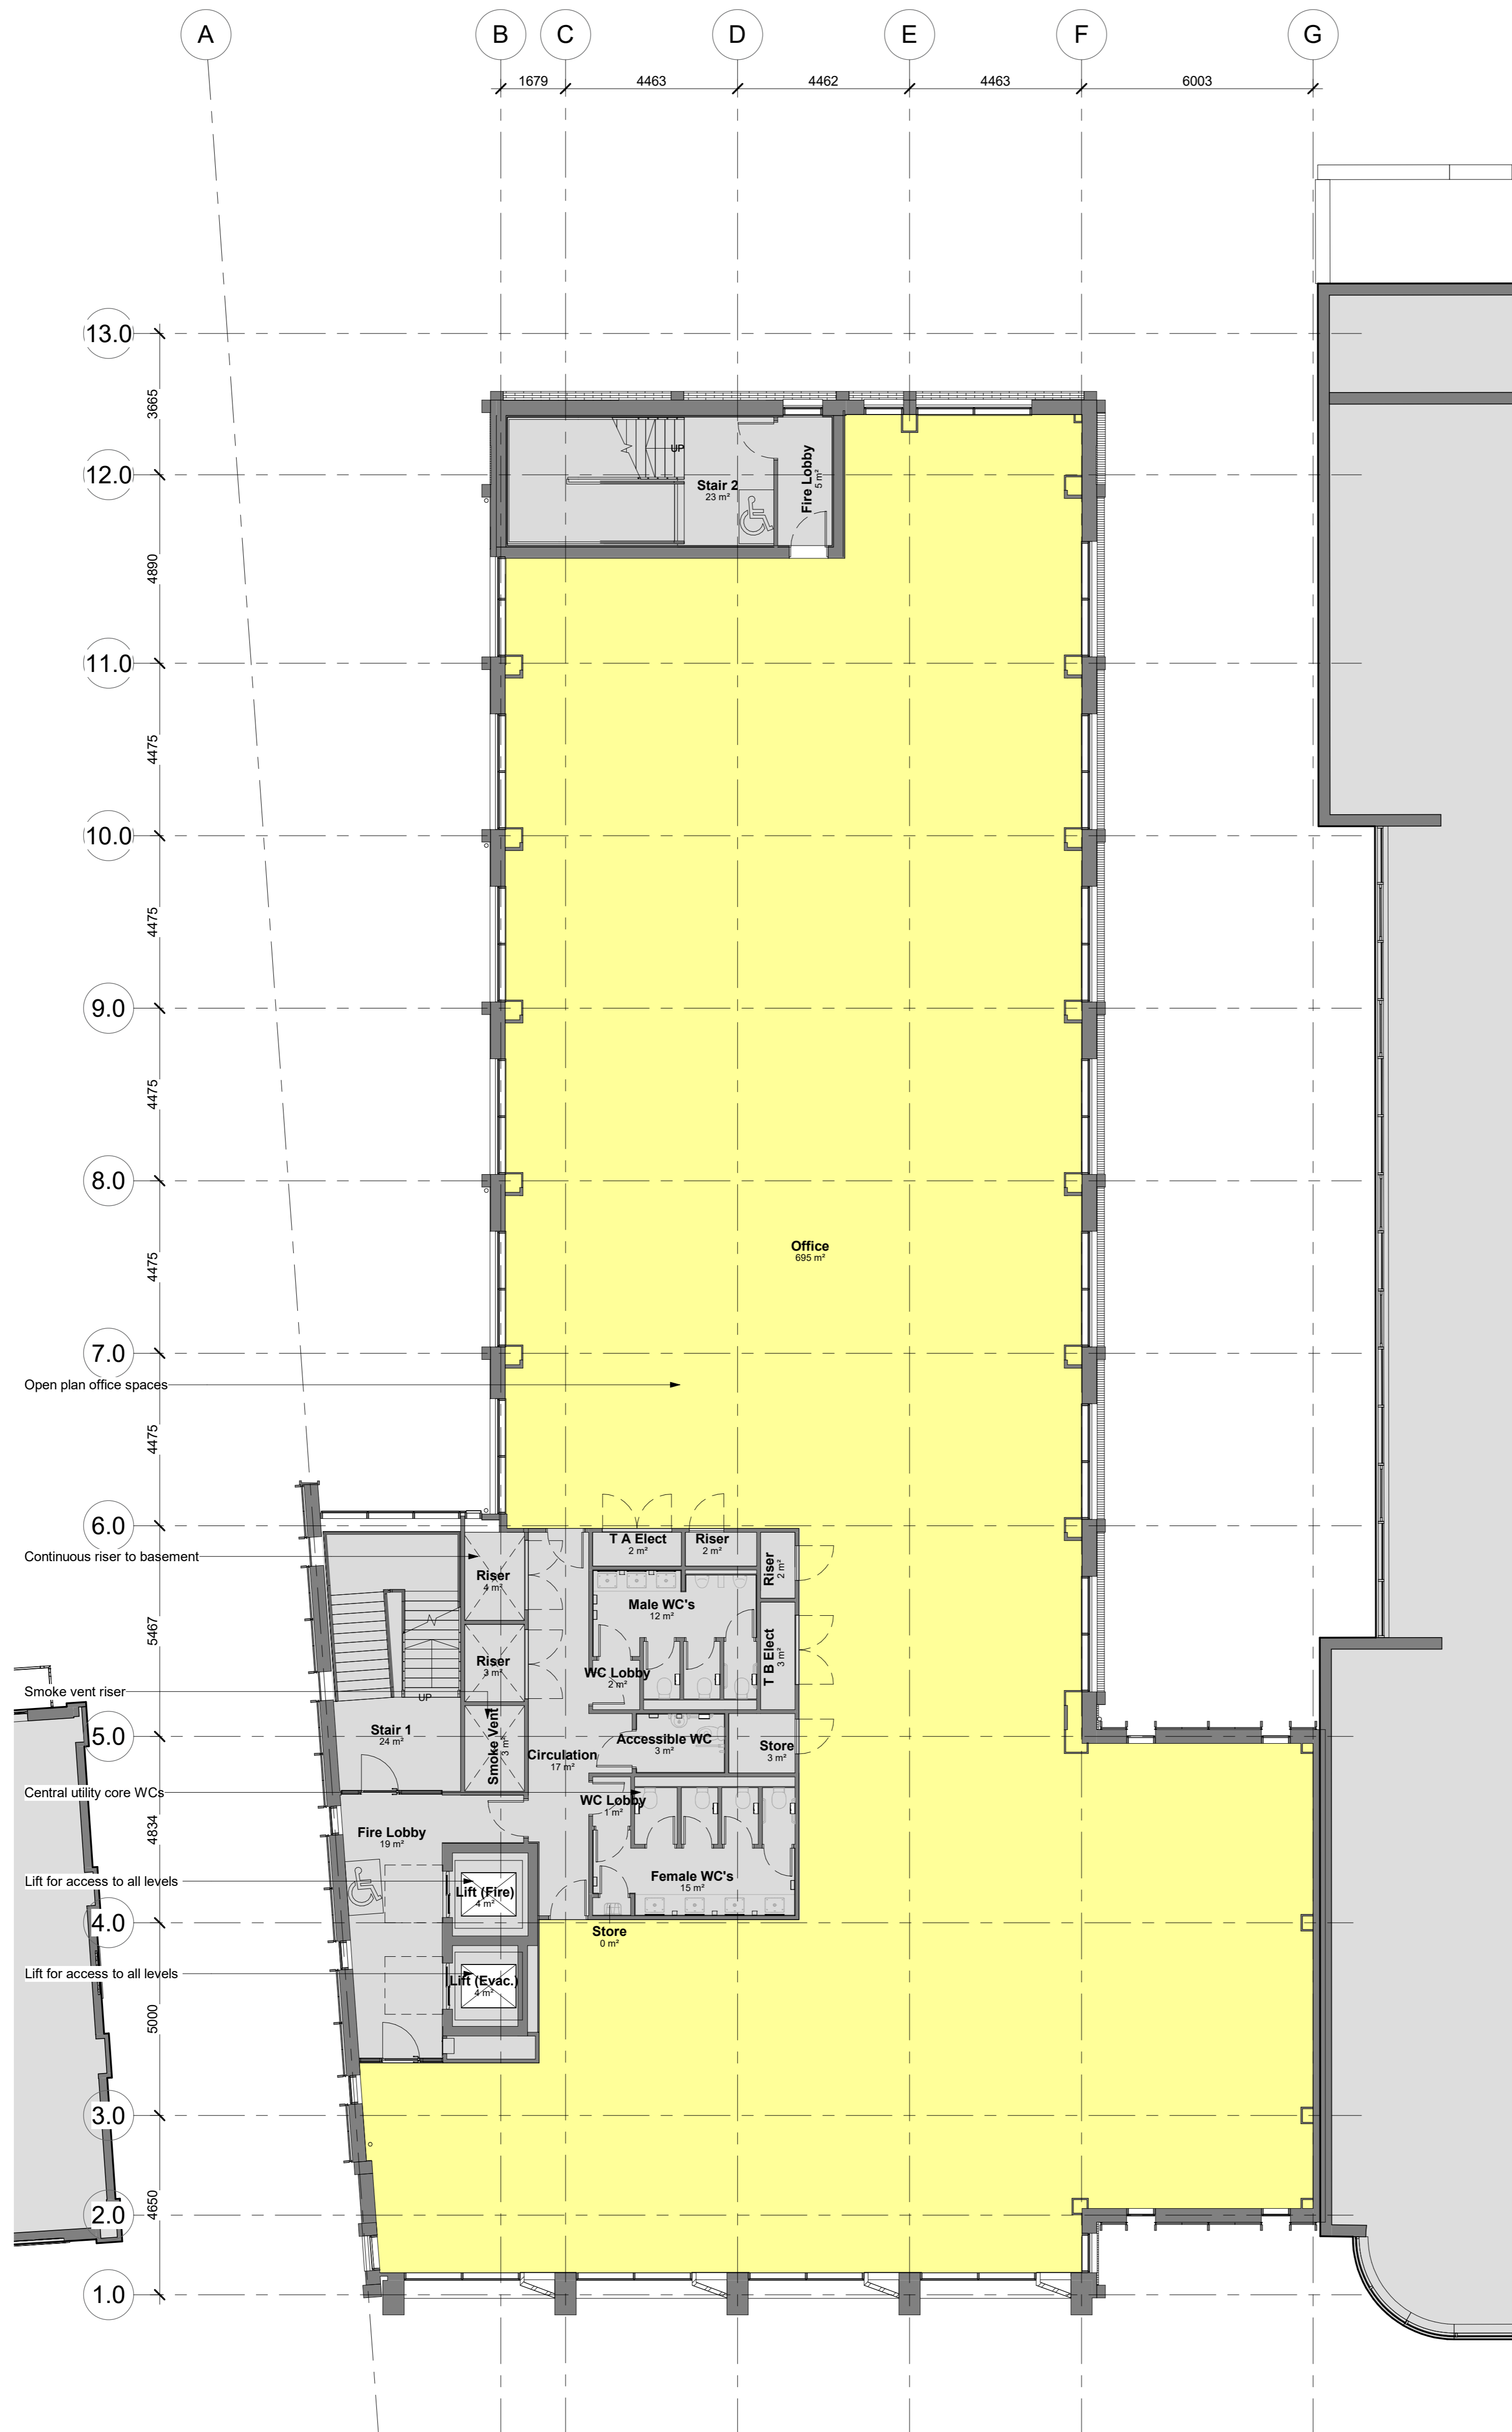 A
B
C
D
E
F
G
1679
4463
4462
4463
6003
13.0
3665
12.0
UP
Stair 2
23 m²
Fire Lobby
5 m²
4890
11.0
4475
10.0
4475
9.0
4475
8.0
Office
695 m²
4475
7.0
Open plan office spaces
4475
6.0
T A Elect
2 m²
Riser
2 m²
Continuous riser to basement
Riser
4 m²
Riser
2 m²
Male WC's
12 m²
5467
T B Elect
3 m²
Riser
3 m²
WC Lobby
2 m²
Smoke vent riser
UP
Stair 1
24 m²
5.0
Smoke Vent
3 m²
Accessible WC
3 m²
Store
3 m²
Circulation
17 m²
Central utility core WCs
WC Lobby
1 m²
4834
Fire Lobby
19 m²
Female WC's
15 m²
Lift for access to all levels
Lift (Fire)
4 m²
4.0
Store
0 m²
Lift for access to all levels
Lift (Evac.)
4 m²
5000
3.0
4650
2.0
1.0